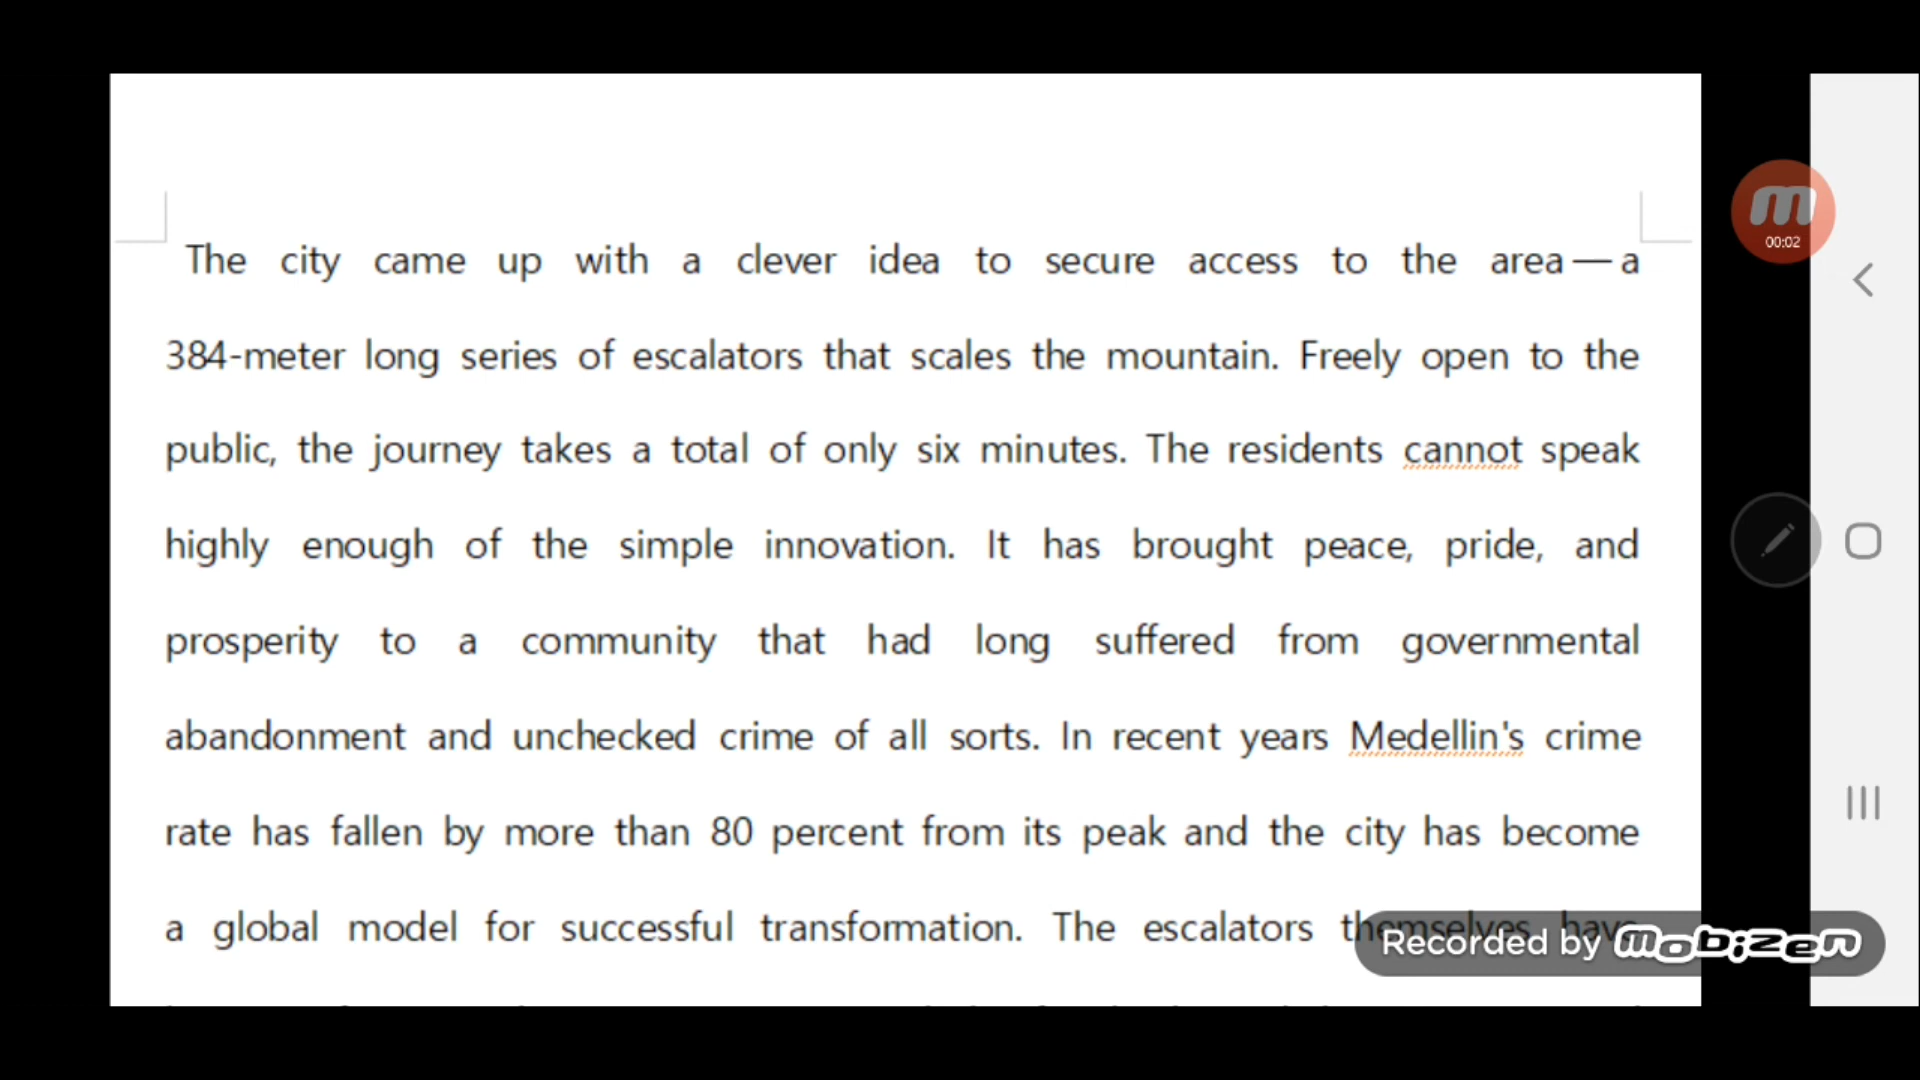 The city came up with a clever idea to secure access to the area — a
384-meter long series of escalators that scales the mountain. Freely open to the
public, the journey takes a total of only six minutes. The residents cannot speak
highly enough of the simple innovation. It has brought peace, pride, and
prosperity to a community that had long suffered from governmental
abandonment and unchecked crime of all sorts. In recent years Medellin's crime
rate has fallen by more than 80 percent from its peak and the city has become
a global model for successful transformation. The escalators themselves have
00:02
Recorded by mobizen